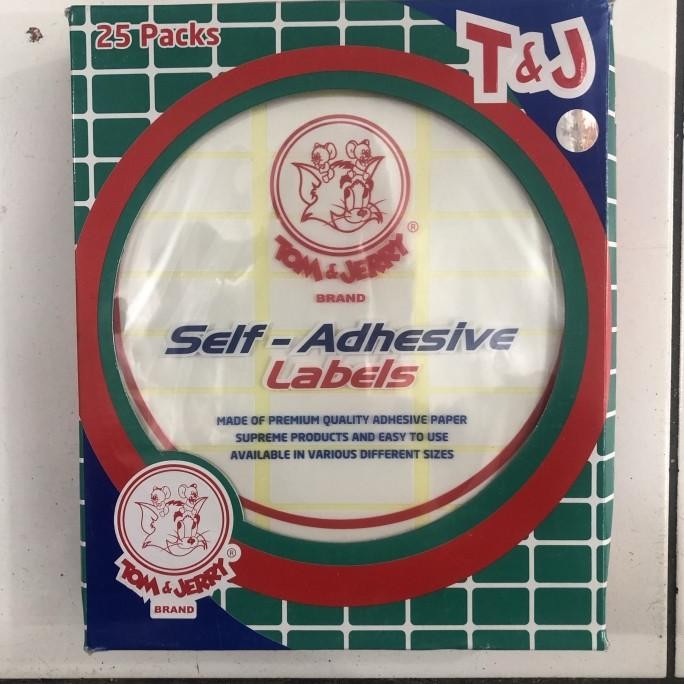 25 Packs
T&J
TOM & JERRY ®
BRAND
Self - Adhesive
Labels
MADE OF PREMIUM QUALITY ADHESIVE PAPER
SUPREME PRODUCTS AND EASY TO USE
AVAILABLE IN VARIOUS DIFFERENT SIZES
TOM & JERRY ®
BRAND